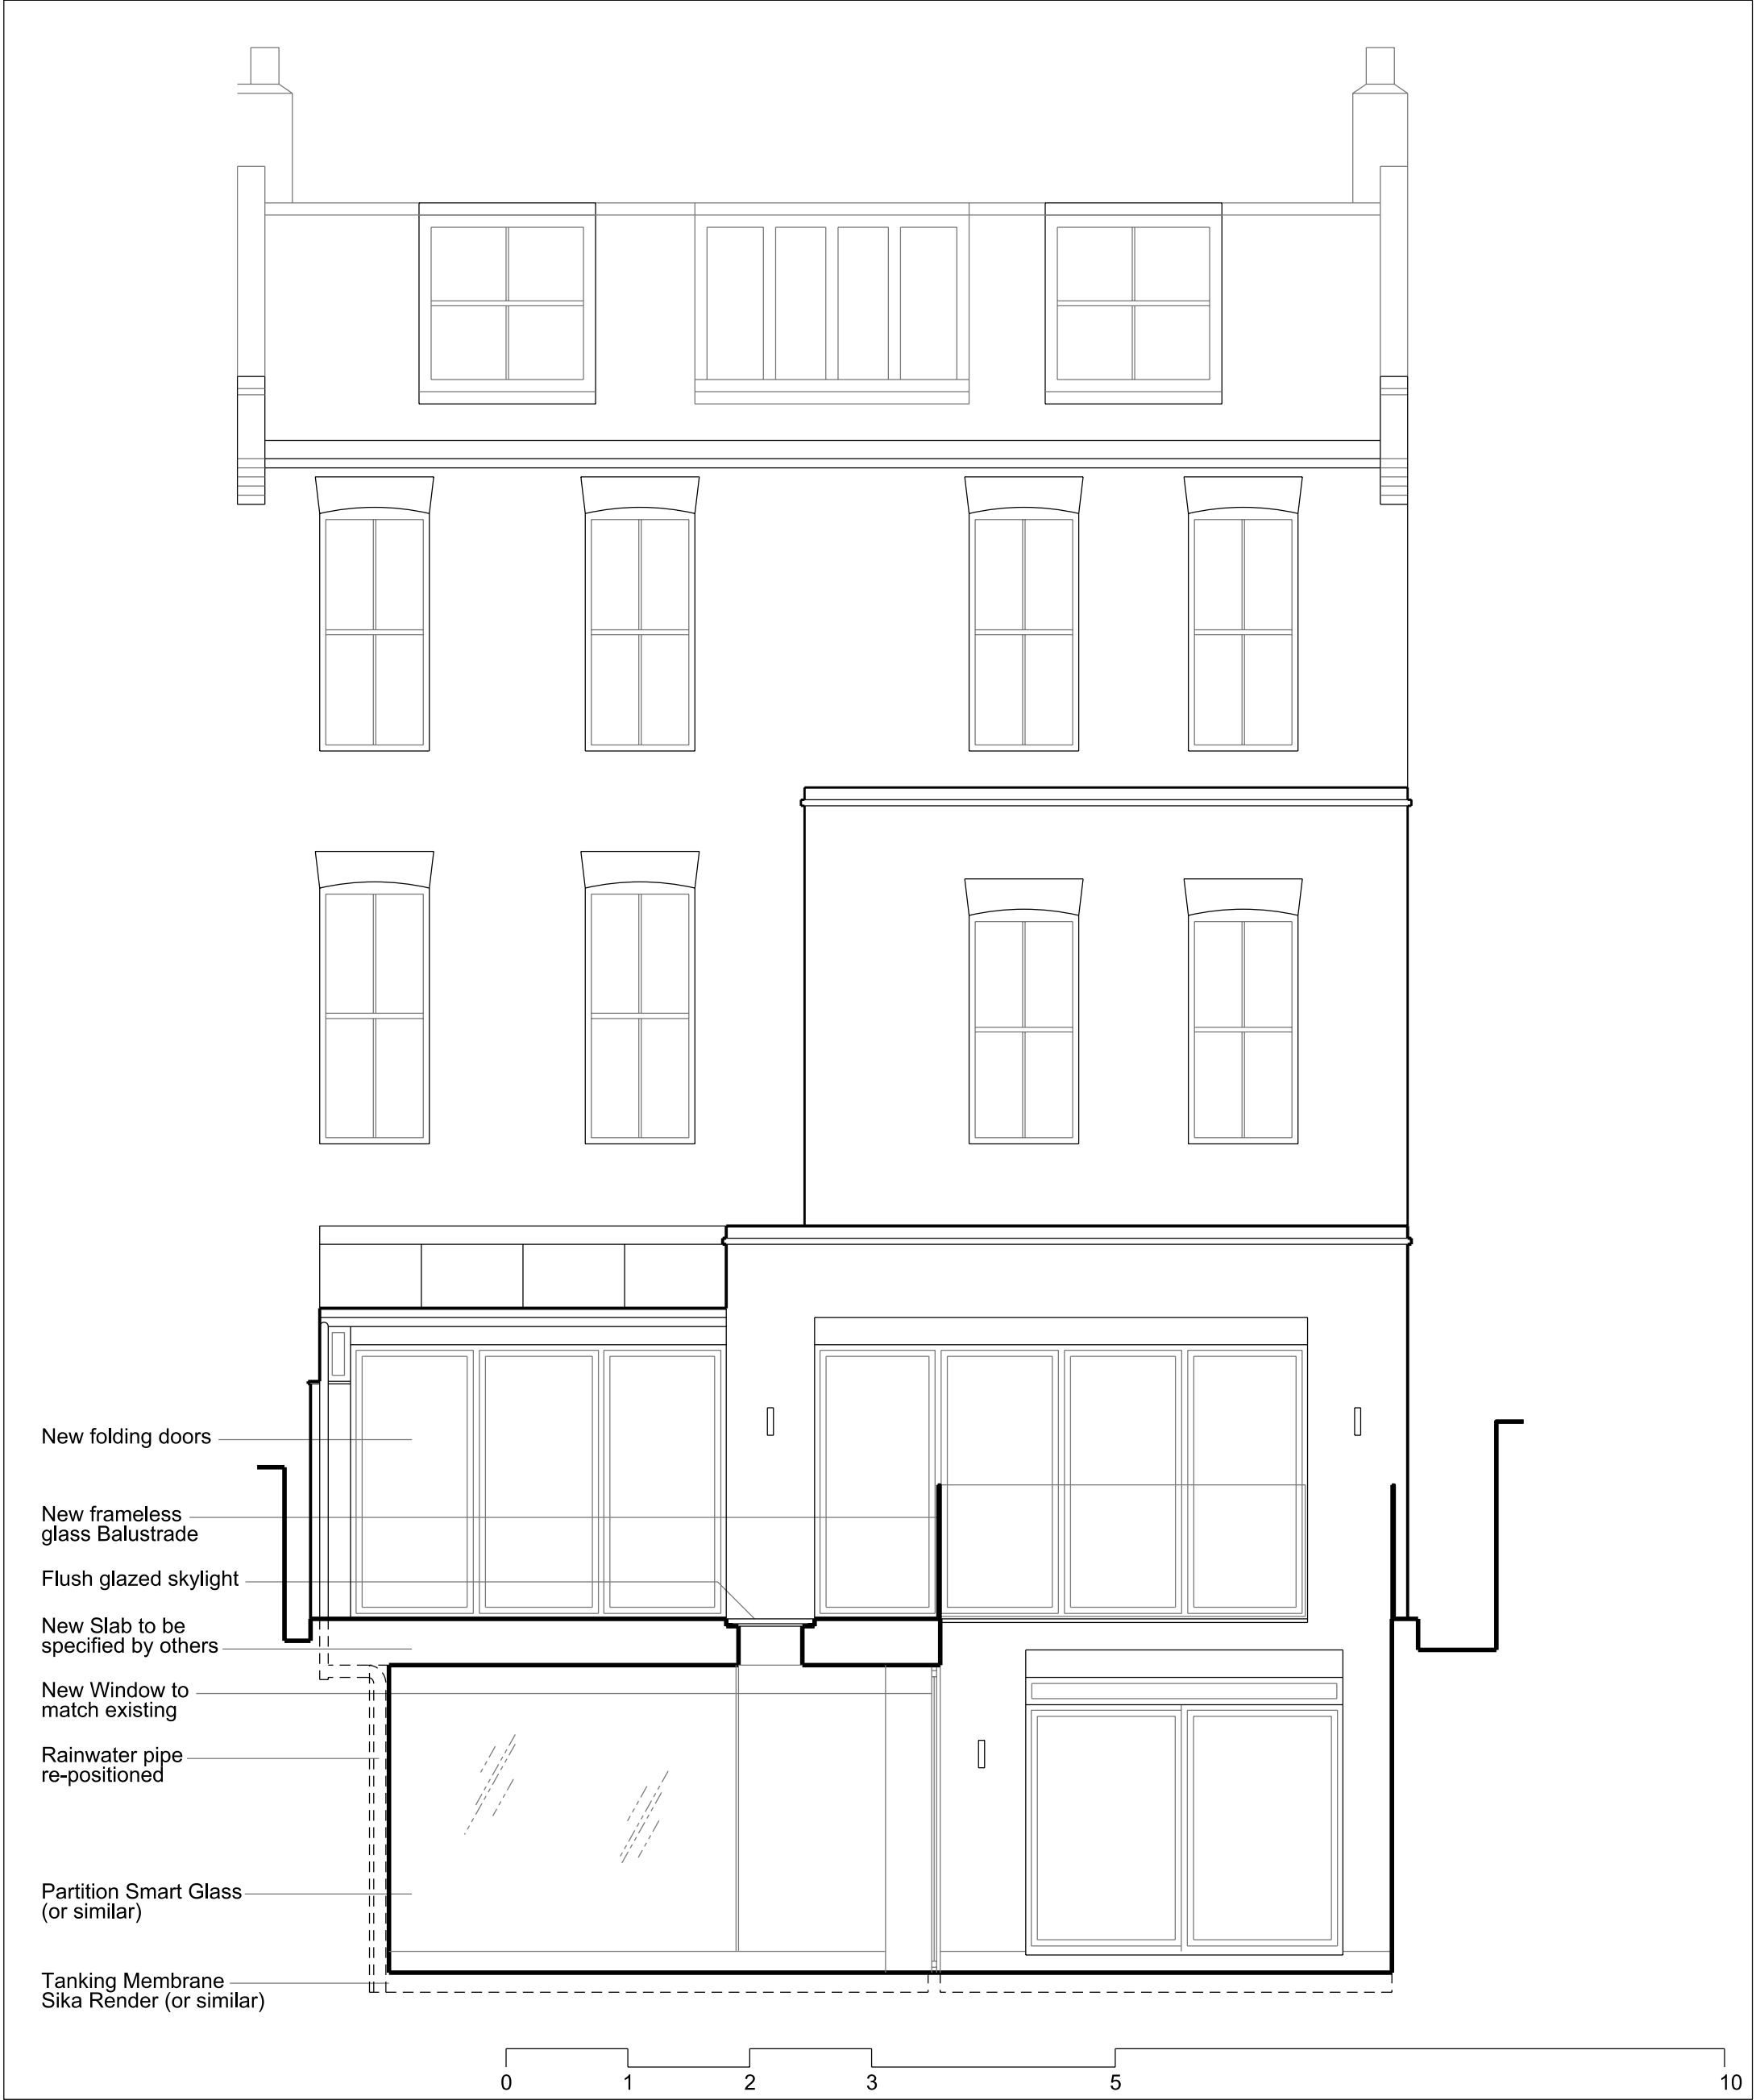 New folding doors
New frameless
glass Balustrade
Flush glazed skylight
New Slab to be
specified by others
New Window to
match existing
Rainwater pipe
re-positioned
Partition Smart Glass
(or similar)
Tanking Membrane
Sika Render (or similar)
0 1 2 3 5 10